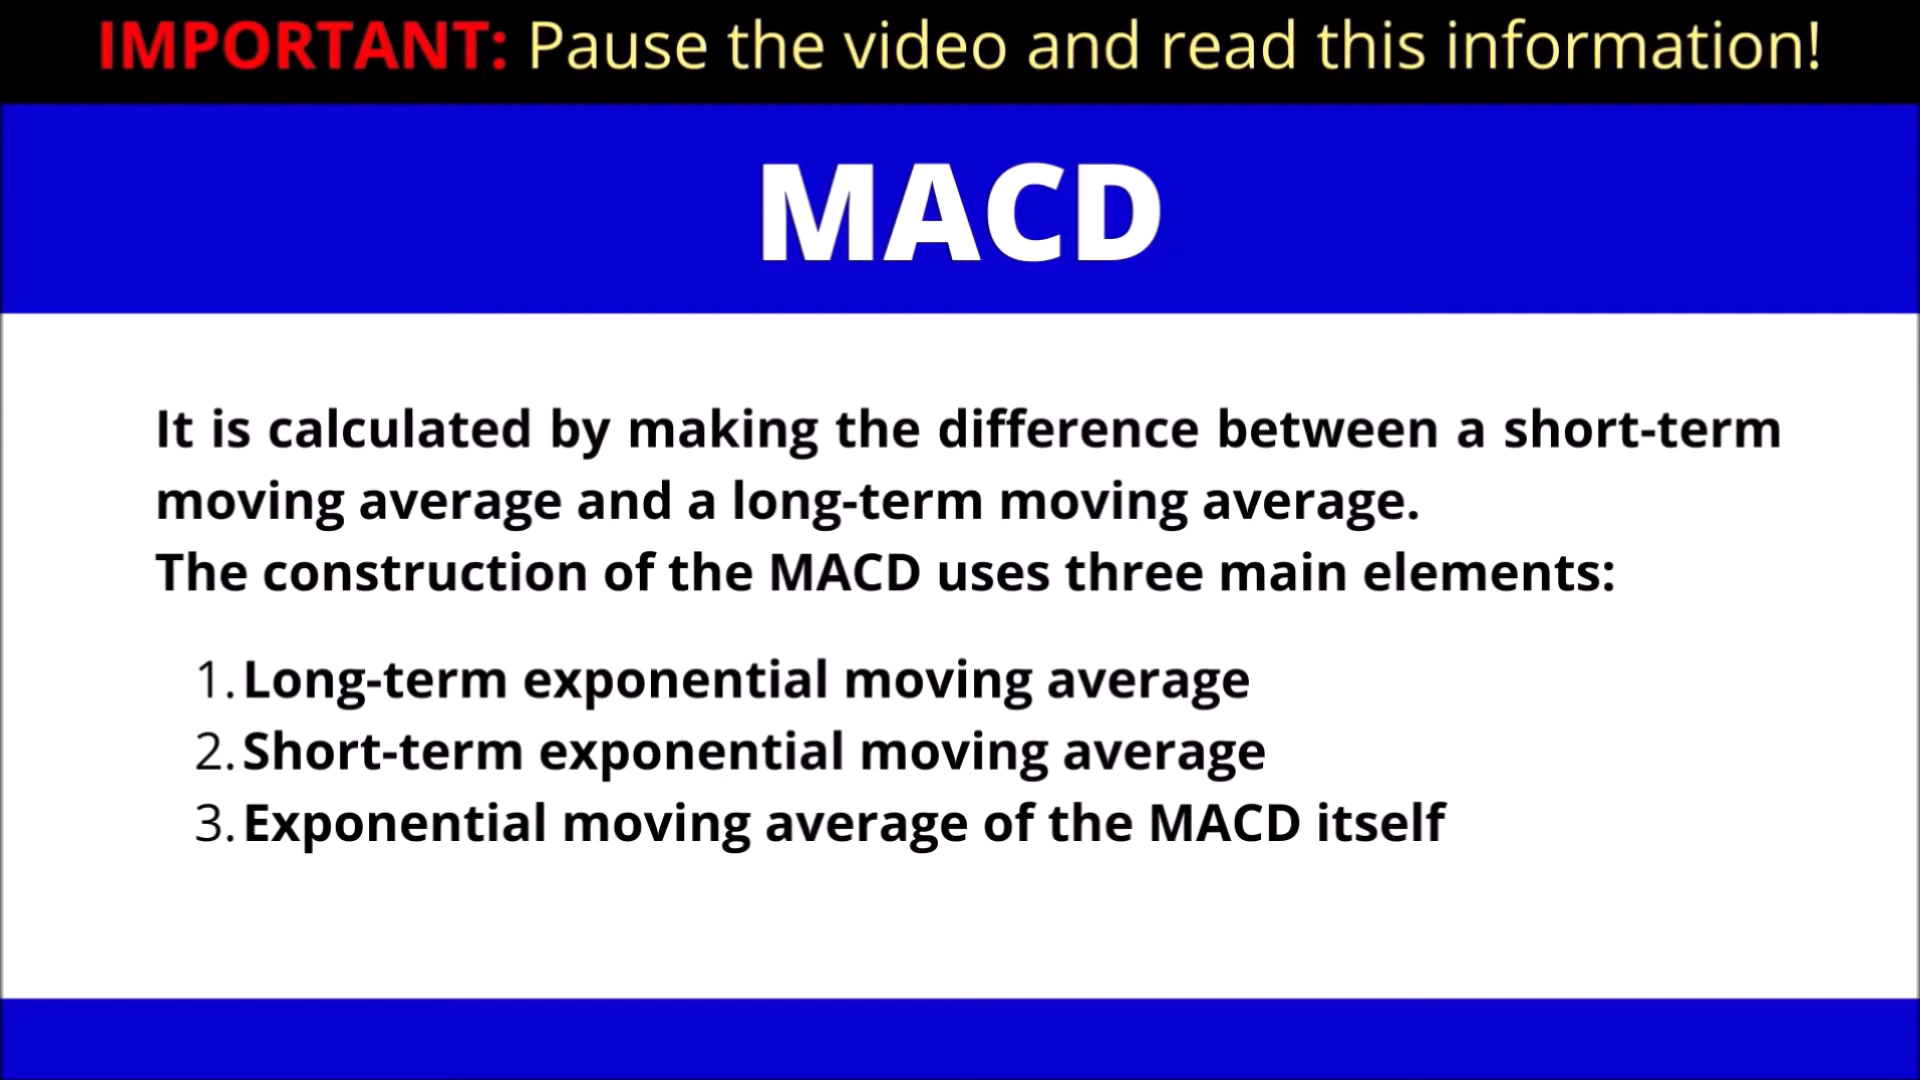 IMPORTANT: Pause the video and read this information!
MACD
It is calculated by making the difference between a short-term
moving average and a long-term moving average.
The construction of the MACD uses three main elements:
1. Long-term exponential moving average
2. Short-term exponential moving average
3. Exponential moving average of the MACD itself